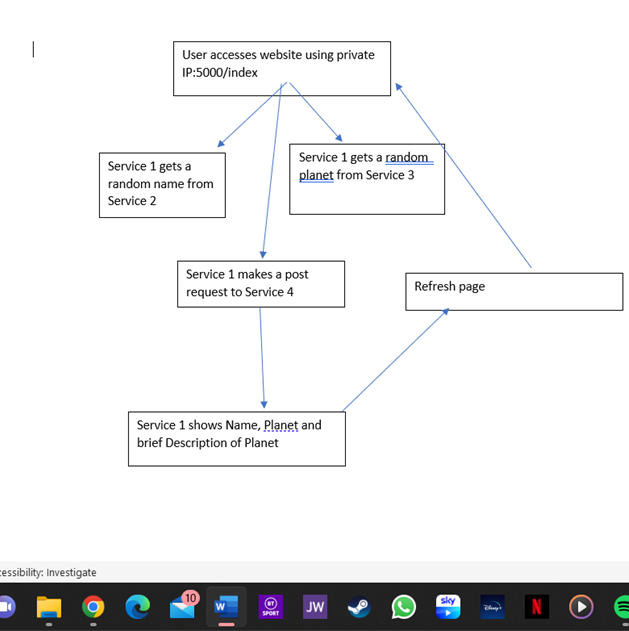 User accesses website using private
IP:5000/index
Service 1 gets a
random name from
Service 2
Service 1 gets a random
planet from Service 3
Service 1 makes a post
request to Service 4
Refresh page
Service 1 shows Name, Planet and
brief Description of Planet
cessibility: Investigate
10
W
BT
SPORT
JW
sky
Disney+
N